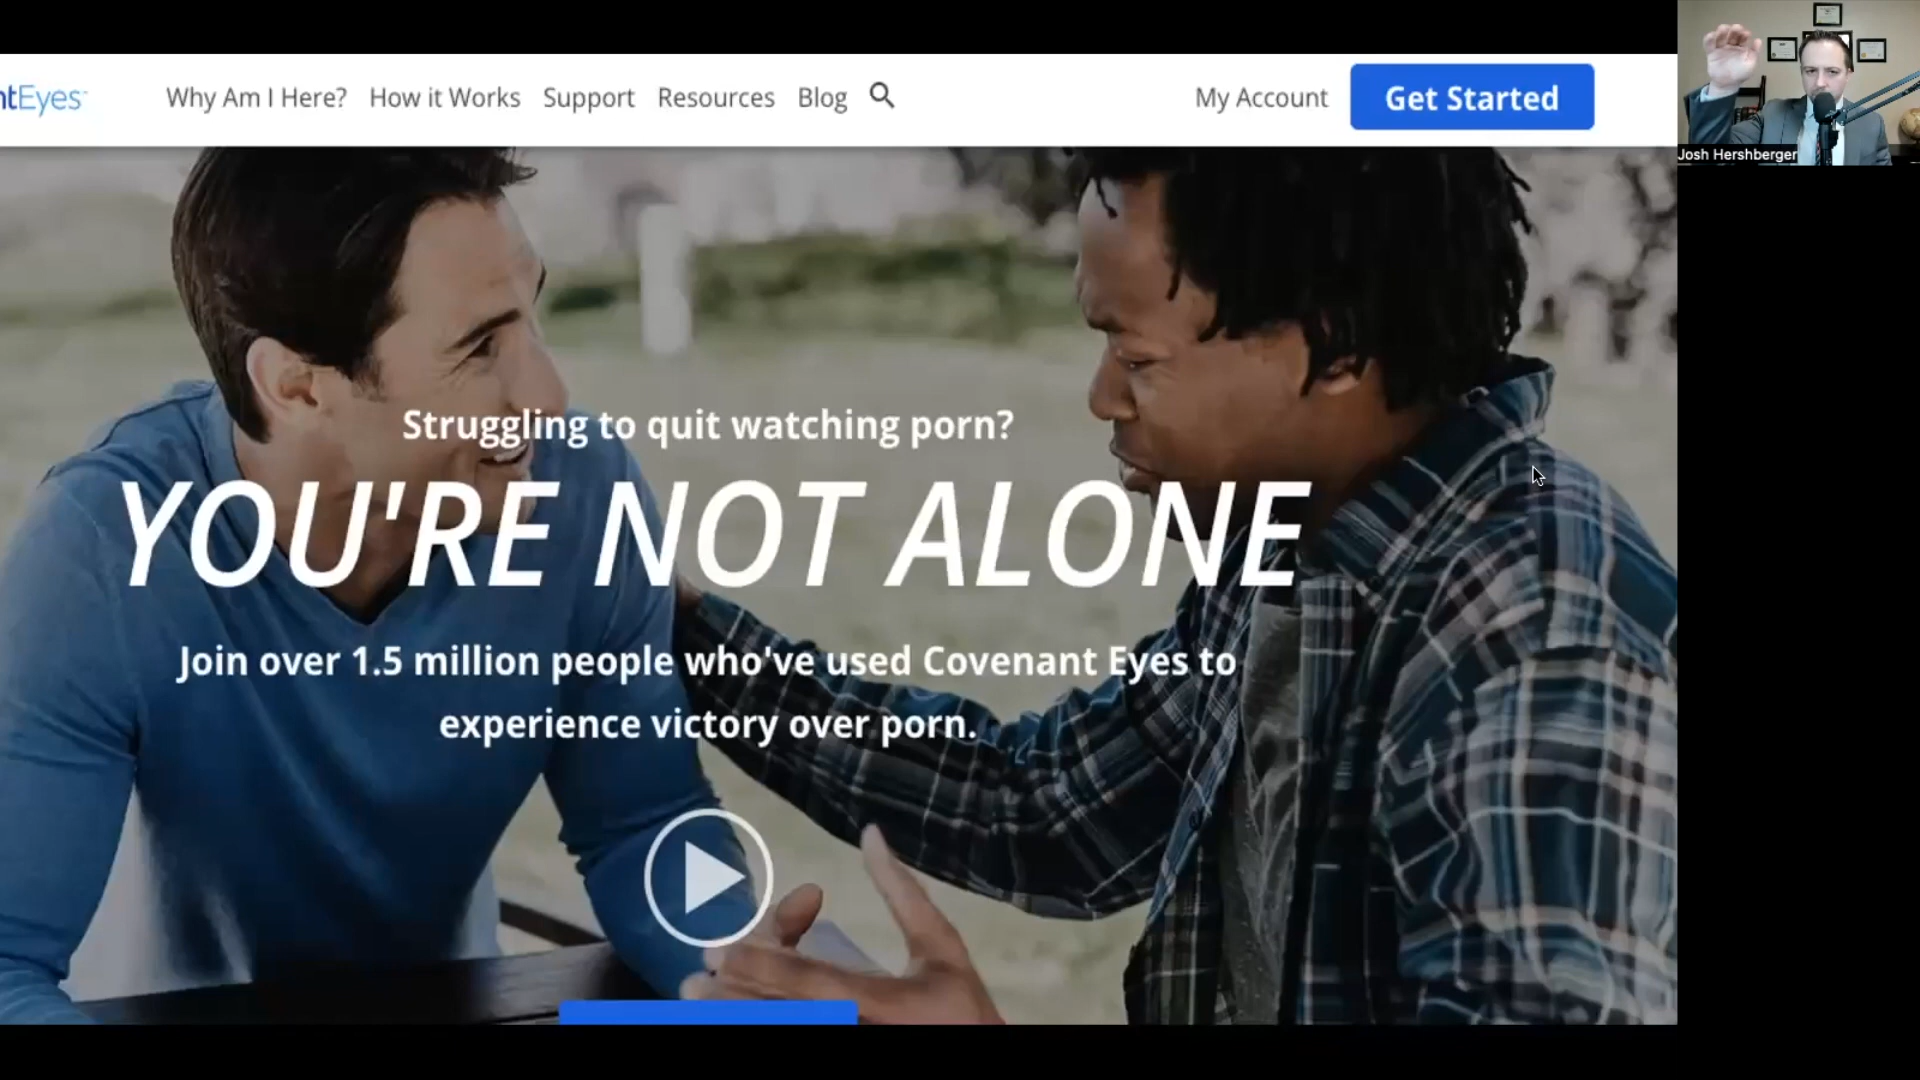 ntEyes
Why Am I Here? How it Works Support Resources Blog
My Account
Get Started
Josh Hershberger
Struggling to quit watching porn?
YOU'RE NOT ALONE
Join over 1.5 million people who've used Covenant Eyes to
experience victory over porn.